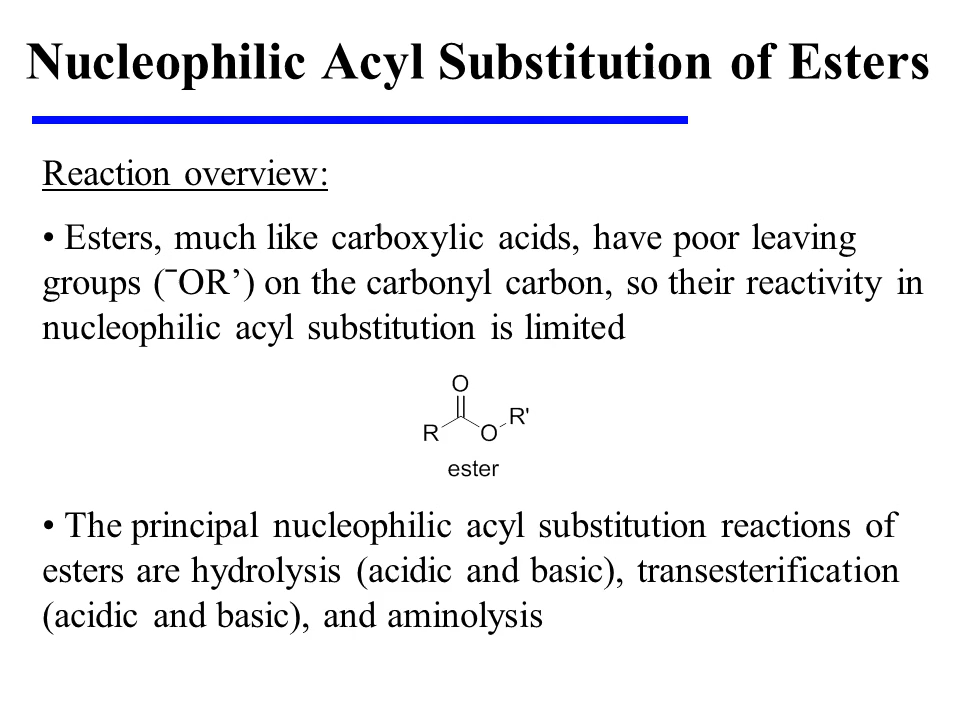 Nucleophilic Acyl Substitution of Esters
Reaction overview:
• Esters, much like carboxylic acids, have poor leaving
groups (¯OR’) on the carbonyl carbon, so their reactivity in
nucleophilic acyl substitution is limited
O
R'
R O
ester
• The principal nucleophilic acyl substitution reactions of
esters are hydrolysis (acidic and basic), transesterification
(acidic and basic), and aminolysis